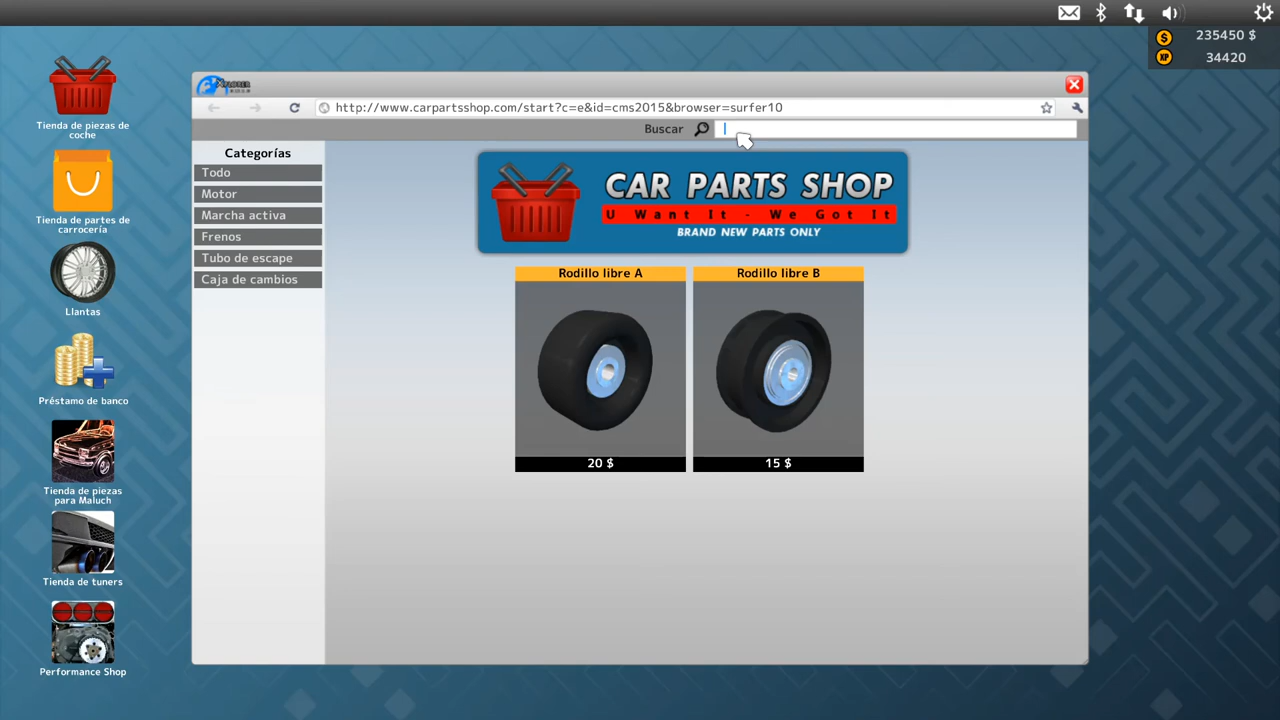 235450 $
XP 34420
Tienda de piezas de
coche
Tienda de partes de
carrocería
Llantas
Préstamo de banco
Tienda de piezas
para Maluch
Tienda de tuners
Performance Shop
http://www.carpartsshop.com/start?c=e&id=cms2015&browser=surfer10
Buscar
Categorías
Todo
Motor
Marcha activa
Frenos
Tubo de escape
Caja de cambios
CAR PARTS SHOP
U Want It - We Got It
BRAND NEW PARTS ONLY
Rodillo libre A
20 $
Rodillo libre B
15 $